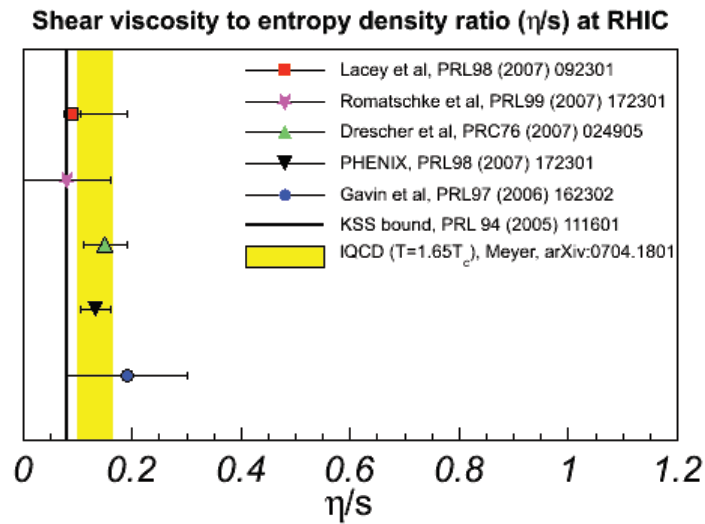 Shear viscosity to entropy density ratio (η/s) at RHIC
Lacey et al, PRL98 (2007) 092301
Romatschke et al, PRL99 (2007) 172301
Drescher et al, PRC76 (2007) 024905
PHENIX, PRL98 (2007) 172301
Gavin et al, PRL97 (2006) 162302
KSS bound, PRL 94 (2005) 111601
lQCD (T=1.65Tc), Meyer, arXiv:0704.1801
0 0.2 0.4 0.6 0.8 1 1.2
η/s